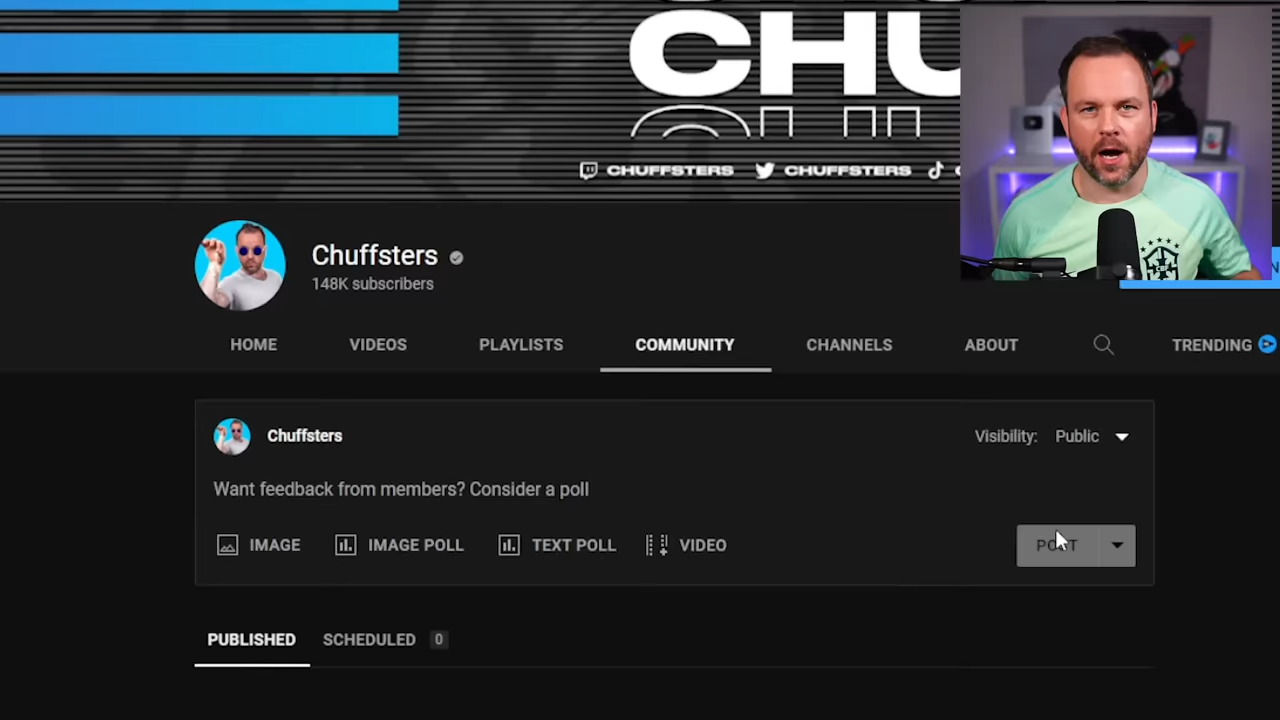 CHU
CHUFFSTERS CHUFFSTERS
Chuffsters
148K subscribers
HOME VIDEOS PLAYLISTS COMMUNITY CHANNELS ABOUT TRENDING
Chuffsters Visibility: Public
Want feedback from members? Consider a poll
IMAGE IMAGE POLL TEXT POLL VIDEO POST
PUBLISHED SCHEDULED 0